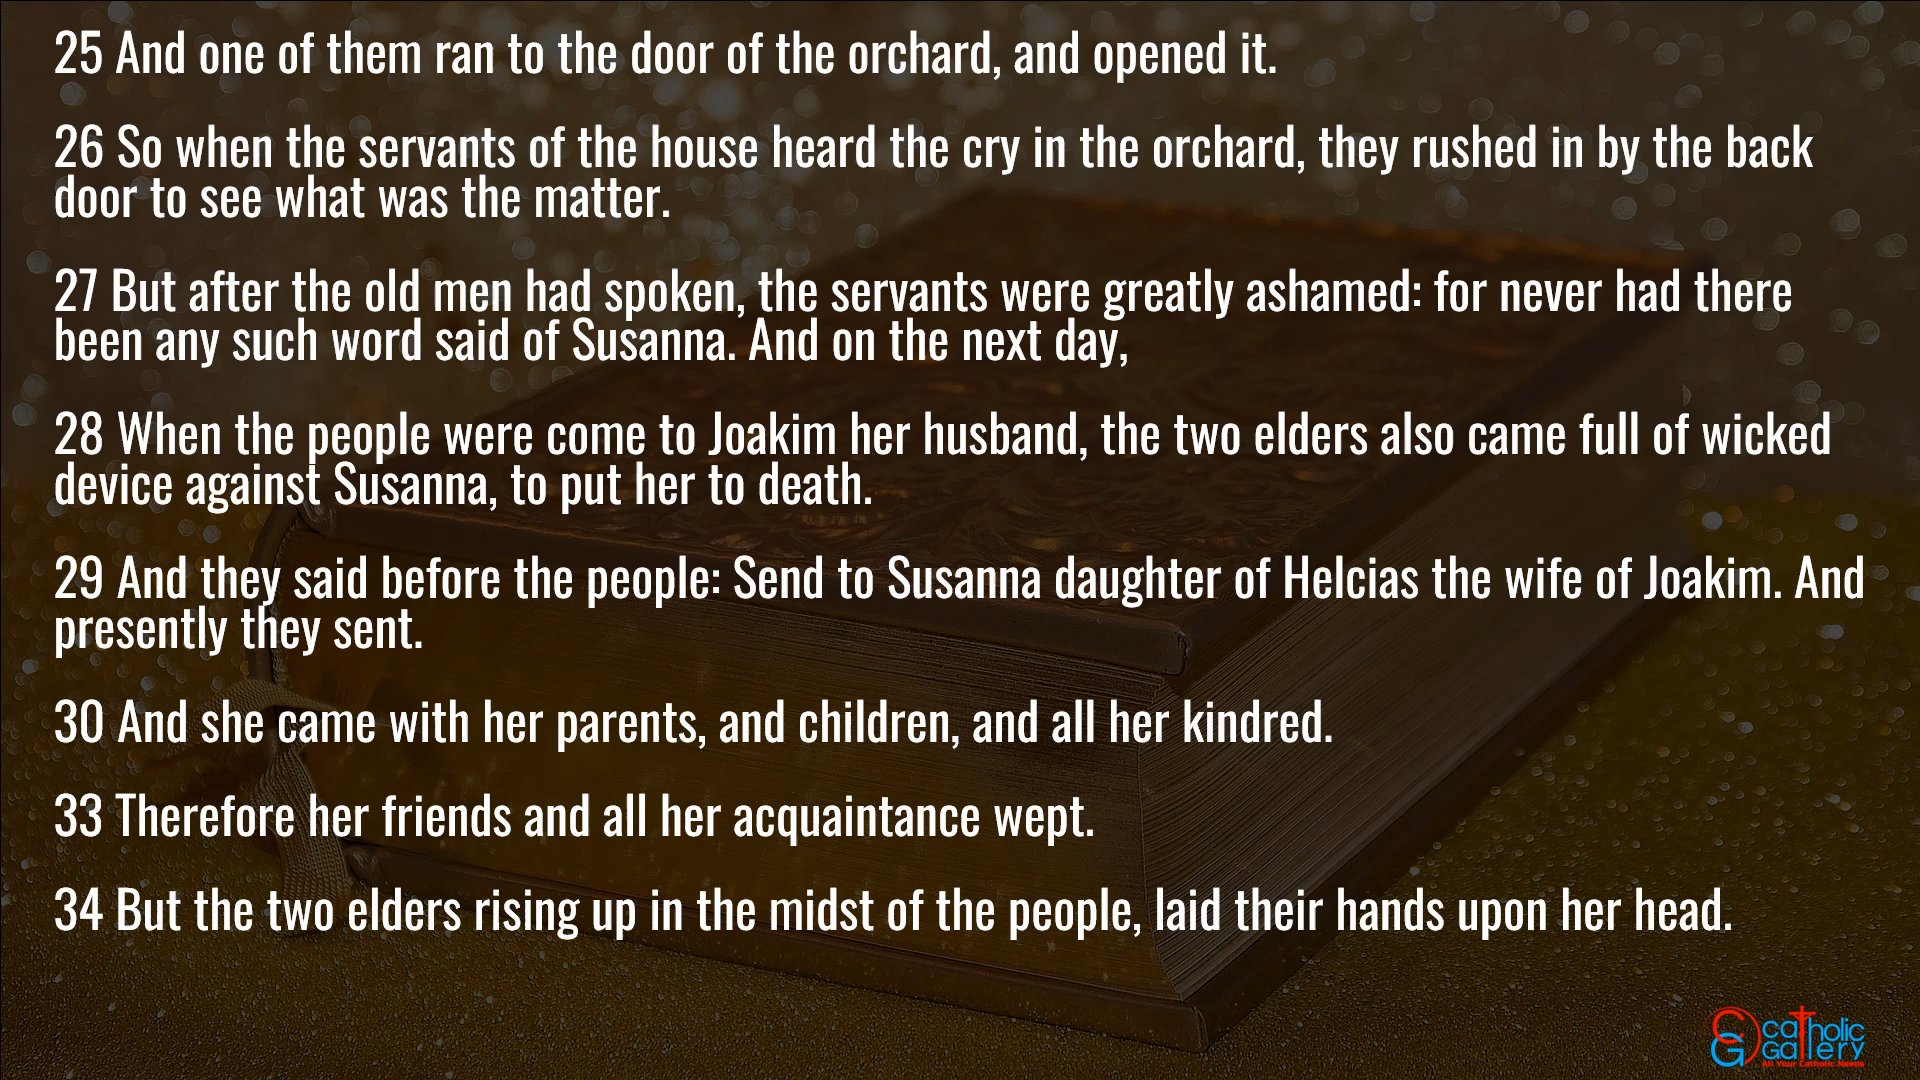 25 And one of them ran to the door of the orchard, and opened it.
26 So when the servants of the house heard the cry in the orchard, they rushed in by the back
door to see what was the matter.
27 But after the old men had spoken, the servants were greatly ashamed: for never had there
been any such word said of Susanna. And on the next day,
28 When the people were come to Joakim her husband, the two elders also came full of wicked
device against Susanna, to put her to death.
29 And they said before the people: Send to Susanna daughter of Helcias the wife of Joakim. And
presently they sent.
30 And she came with her parents, and children, and all her kindred.
33 Therefore her friends and all her acquaintance wept.
34 But the two elders rising up in the midst of the people, laid their hands upon her head.
CG catholic
Gallery
All Your Catholic Needs